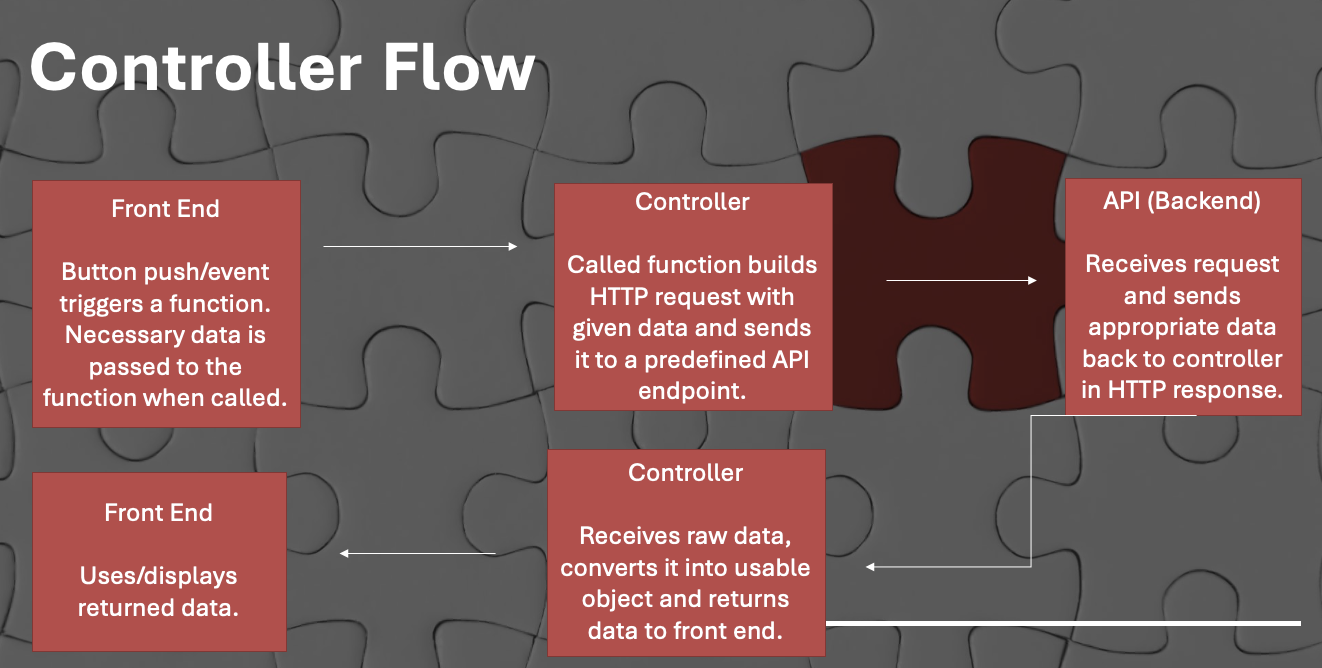 Controller Flow
Front End
Button push/event
triggers a function.
Necessary data is
passed to the
function when called.
Controller
Called function builds
HTTP request with
given data and sends
it to a predefined API
endpoint.
API (Backend)
Receives request
and sends
appropriate data
back to controller
in HTTP response.
Controller
Receives raw data,
converts it into usable
object and returns
data to front end.
Front End
Uses/displays
returned data.